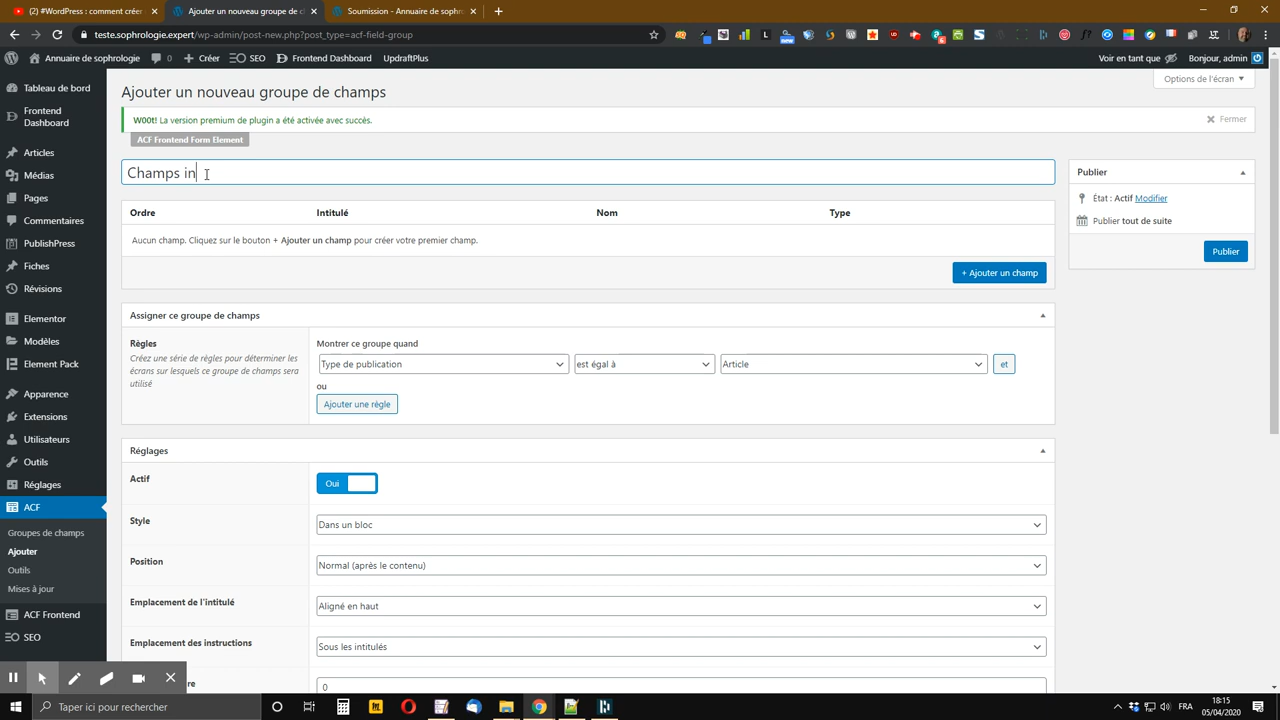 (2) #WordPress : comment créer
Ajouter un nouveau groupe de ch
Soumission - Annuaire de sophro
teste.sophrologie.expert/wp-admin/post-new.php?post_type=acf-field-group
Annuaire de sophrologie
0
Créer
SEO
Frontend Dashboard
UpdraftPlus
Voir en tant que
Bonjour, admin
Options de l'écran
Tableau de bord
Frontend
Dashboard
Articles
Médias
Pages
Commentaires
PublishPress
Fiches
Révisions
Elementor
Modèles
Element Pack
Apparence
Extensions
Utilisateurs
Outils
Réglages
ACF
Groupes de champs
Ajouter
Outils
Mises à jour
ACF Frontend
SEO
Ajouter un nouveau groupe de champs
W00t! La version premium de plugin a été activée avec succès.
Fermer
ACF Frontend Form Element
Champs in
Ordre Intitulé Nom Type
Aucun champ. Cliquez sur le bouton + Ajouter un champ pour créer votre premier champ.
+ Ajouter un champ
Publier
État : Actif Modifier
Publier tout de suite
Publier
Assigner ce groupe de champs
Règles
Créez une série de règles pour déterminer les
écrans sur lesquels ce groupe de champs sera
utilisé
Montrer ce groupe quand
Type de publication est égal à Article et
ou
Ajouter une règle
Réglages
Actif
Oui
Style
Dans un bloc
Position
Normal (après le contenu)
Emplacement de l'intitulé
Aligné en haut
Emplacement des instructions
Sous les intitulés
re
0
Taper ici pour rechercher
FRA
18:15
05/04/2020